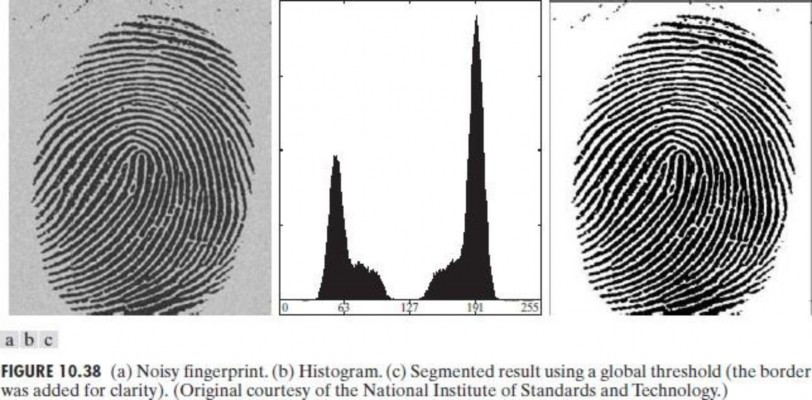 0 63 127 191 255
a b c
FIGURE 10.38 (a) Noisy fingerprint. (b) Histogram. (c) Segmented result using a global threshold (the border
was added for clarity). (Original courtesy of the National Institute of Standards and Technology.)